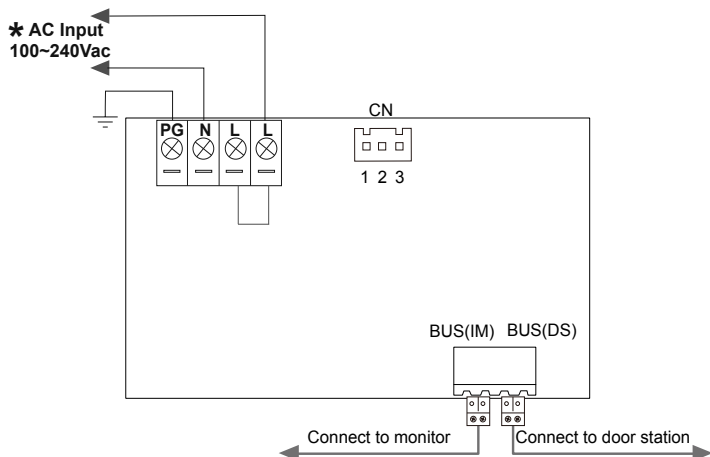 * AC Input
100~240Vac
PG N L L
CN
1 2 3
BUS(IM) BUS(DS)
Connect to monitor Connect to door station